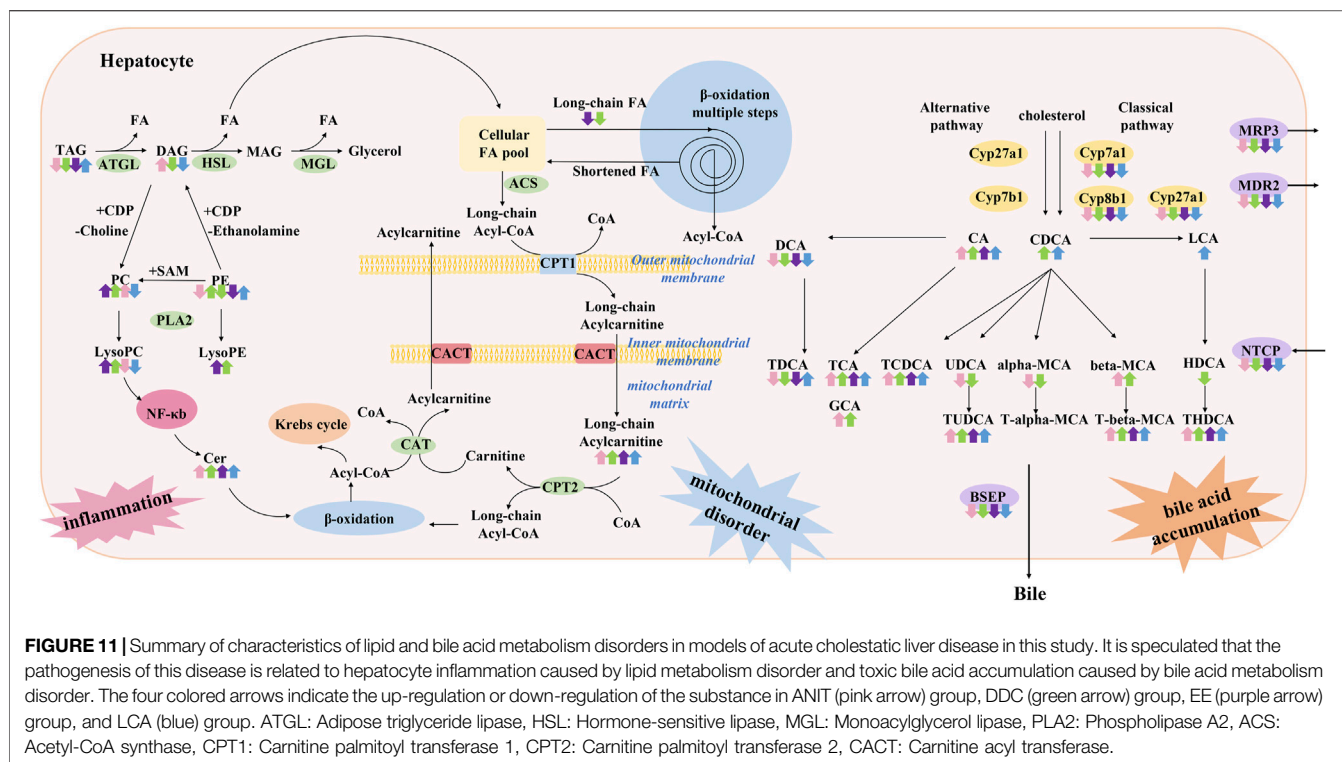 Hepatocyte
FA
FA
FA
TAG
ATGL
DAG
HSL
MAG
MGL
Glycerol
+CDP
-Choline
+CDP
-Ethanolamine
PC
+SAM
PE
PLA2
LysoPC
LysoPE
NF-κb
Cer
inflammation
Krebs cycle
β-oxidation
Acyl-CoA
CoA
CAT
Acylcarnitine
Acylcarnitine
Carnitine
CPT2
Long-chain
Acyl-CoA
CoA
Cellular
FA pool
Long-chain FA
Shortened FA
β-oxidation
multiple steps
Acyl-CoA
ACS
Long-chain
Acyl-CoA
CoA
CPT1
Outer mitochondrial
membrane
Long-chain
Acylcarnitine
CACT
CACT
Inner mitochondrial
membrane
mitochondrial
matrix
Long-chain
Acylcarnitine
mitochondrial
disorder
Alternative
pathway
cholesterol
Classical
pathway
Cyp27a1
Cyp7a1
Cyp7b1
Cyp8b1
Cyp27a1
DCA
CA
CDCA
LCA
TDCA
TCA
TCDCA
UDCA
alpha-MCA
beta-MCA
HDCA
GCA
TUDCA
T-alpha-MCA
T-beta-MCA
THDCA
BSEP
Bile
MRP3
MDR2
NTCP
bile acid
accumulation
FIGURE 11 | Summary of characteristics of lipid and bile acid metabolism disorders in models of acute cholestatic liver disease in this study. It is speculated that the
pathogenesis of this disease is related to hepatocyte inflammation caused by lipid metabolism disorder and toxic bile acid accumulation caused by bile acid metabolism
disorder. The four colored arrows indicate the up-regulation or down-regulation of the substance in ANIT (pink arrow) group, DDC (green arrow) group, EE (purple arrow)
group, and LCA (blue) group. ATGL: Adipose triglyceride lipase, HSL: Hormone-sensitive lipase, MGL: Monoacylglycerol lipase, PLA2: Phospholipase A2, ACS:
Acetyl-CoA synthase, CPT1: Carnitine palmitoyl transferase 1, CPT2: Carnitine palmitoyl transferase 2, CACT: Carnitine acyl transferase.